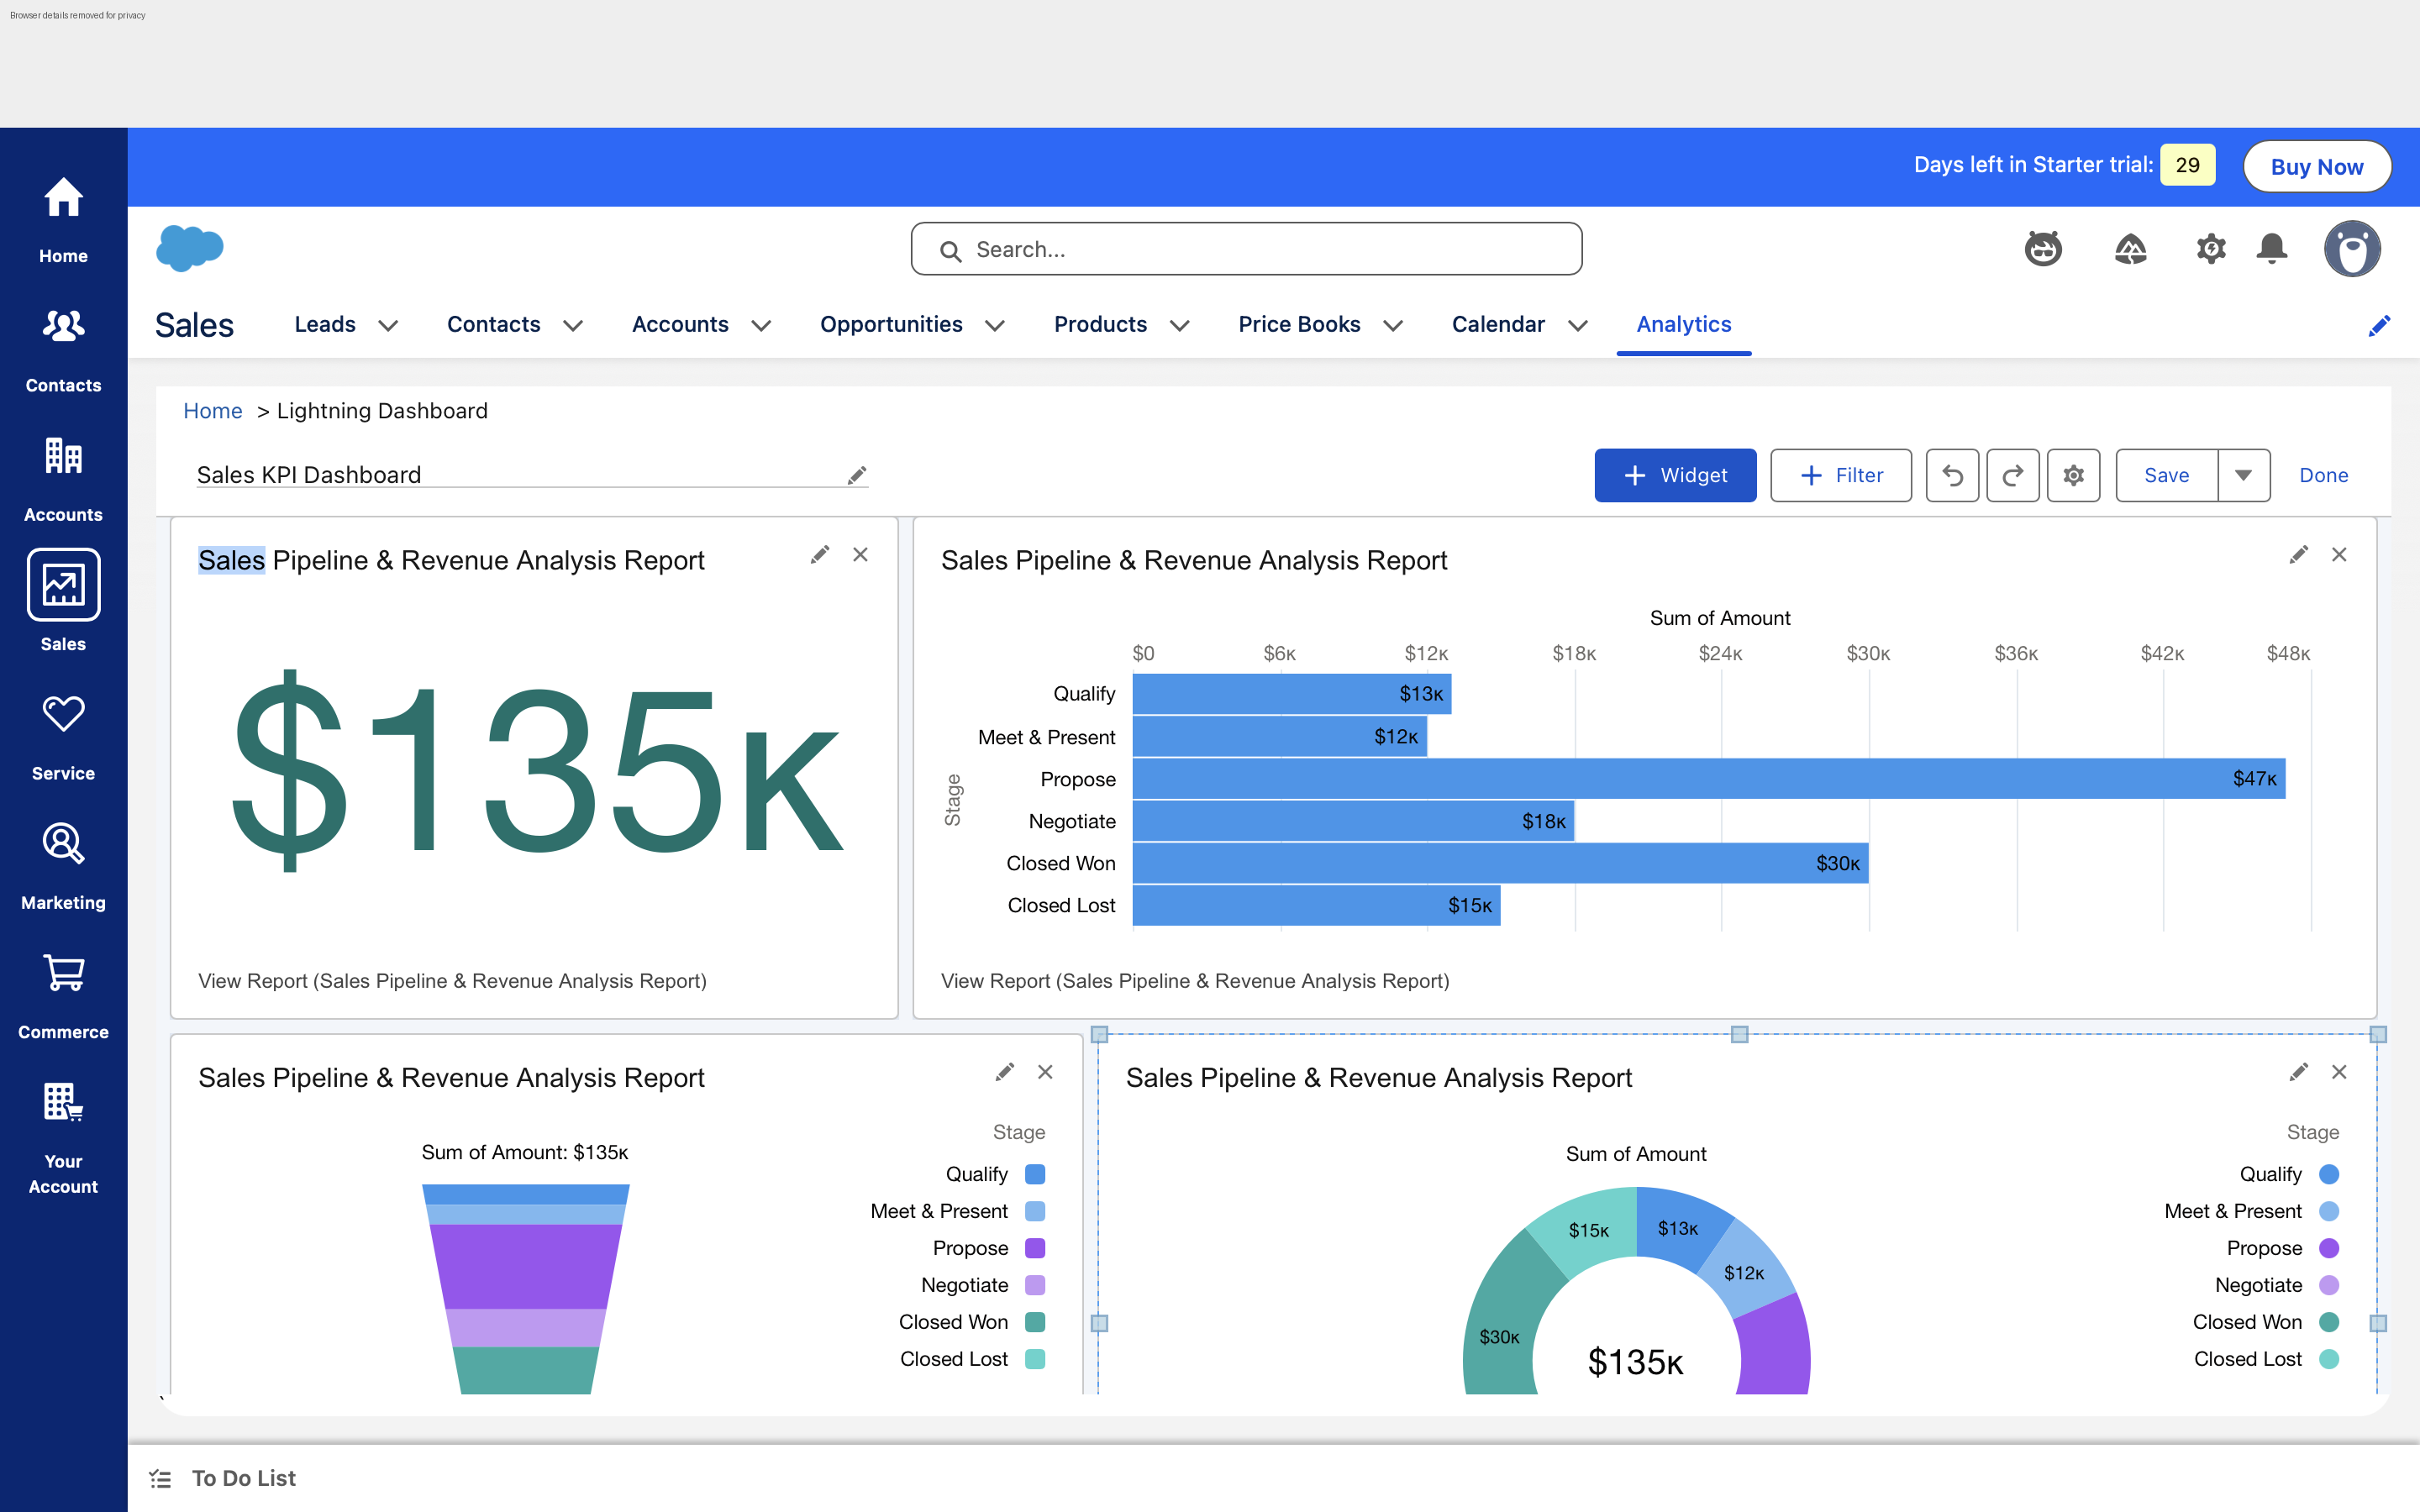 Browser details removed for privacy
Days left in Starter trial: 29
Buy Now
Search...
Sales
Leads
Contacts
Accounts
Opportunities
Products
Price Books
Calendar
Analytics
Home
Contacts
Accounts
Sales
Service
Marketing
Commerce
Your
Account
Home > Lightning Dashboard
Sales KPI Dashboard
Widget
Filter
Save
Done
Sales Pipeline & Revenue Analysis Report
$135K
View Report (Sales Pipeline & Revenue Analysis Report)
Sales Pipeline & Revenue Analysis Report
Sum of Amount
$0
$6K
$12K
$18K
$24K
$30K
$36K
$42K
$48K
Stage
Qualify
$13K
Meet & Present
$12K
Propose
$47K
Negotiate
$18K
Closed Won
$30K
Closed Lost
$15K
View Report (Sales Pipeline & Revenue Analysis Report)
Sales Pipeline & Revenue Analysis Report
Sum of Amount: $135K
Stage
Qualify
Meet & Present
Propose
Negotiate
Closed Won
Closed Lost
Sales Pipeline & Revenue Analysis Report
Sum of Amount
$15K
$13K
$12K
$30K
$135K
Stage
Qualify
Meet & Present
Propose
Negotiate
Closed Won
Closed Lost
To Do List